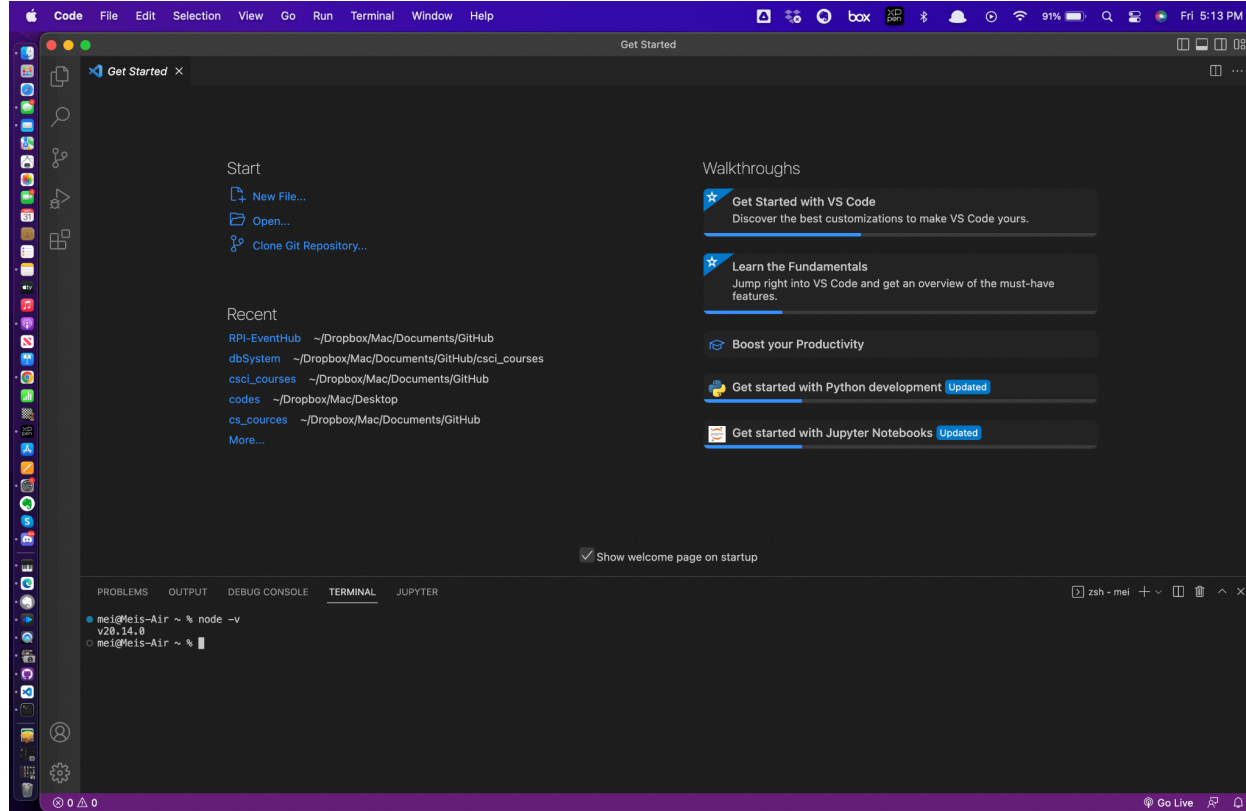 Code File Edit Selection View Go Run Terminal Window Help
box XP pen 91% Fri 5:13 PM
Get Started
Get Started
Start
New File...
Open...
Clone Git Repository...
Recent
RPI-EventHub ~/Dropbox/Mac/Documents/GitHub
dbSystem ~/Dropbox/Mac/Documents/GitHub/csci_courses
csci_courses ~/Dropbox/Mac/Documents/GitHub
codes ~/Dropbox/Mac/Desktop
cs_cources ~/Dropbox/Mac/Documents/GitHub
More...
Walkthroughs
Get Started with VS Code
Discover the best customizations to make VS Code yours.
Learn the Fundamentals
Jump right into VS Code and get an overview of the must-have
features.
Boost your Productivity
Get started with Python development Updated
Get started with Jupyter Notebooks Updated
Show welcome page on startup
PROBLEMS OUTPUT DEBUG CONSOLE TERMINAL JUPYTER
zsh - mei
mei@Meis-Air ~ % node -v
v20.14.0
mei@Meis-Air ~ %
0 0
Go Live